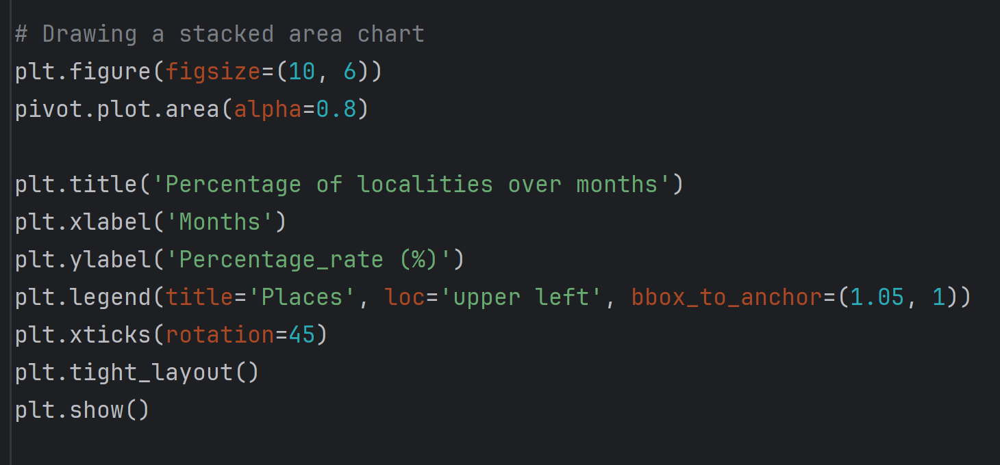 # Drawing a stacked area chart
plt.figure(figsize=(10, 6))
pivot.plot.area(alpha=0.8)
plt.title('Percentage of localities over months')
plt.xlabel('Months')
plt.ylabel('Percentage_rate (%)')
plt.legend(title='Places', loc='upper left', bbox_to_anchor=(1.05, 1))
plt.xticks(rotation=45)
plt.tight_layout()
plt.show()